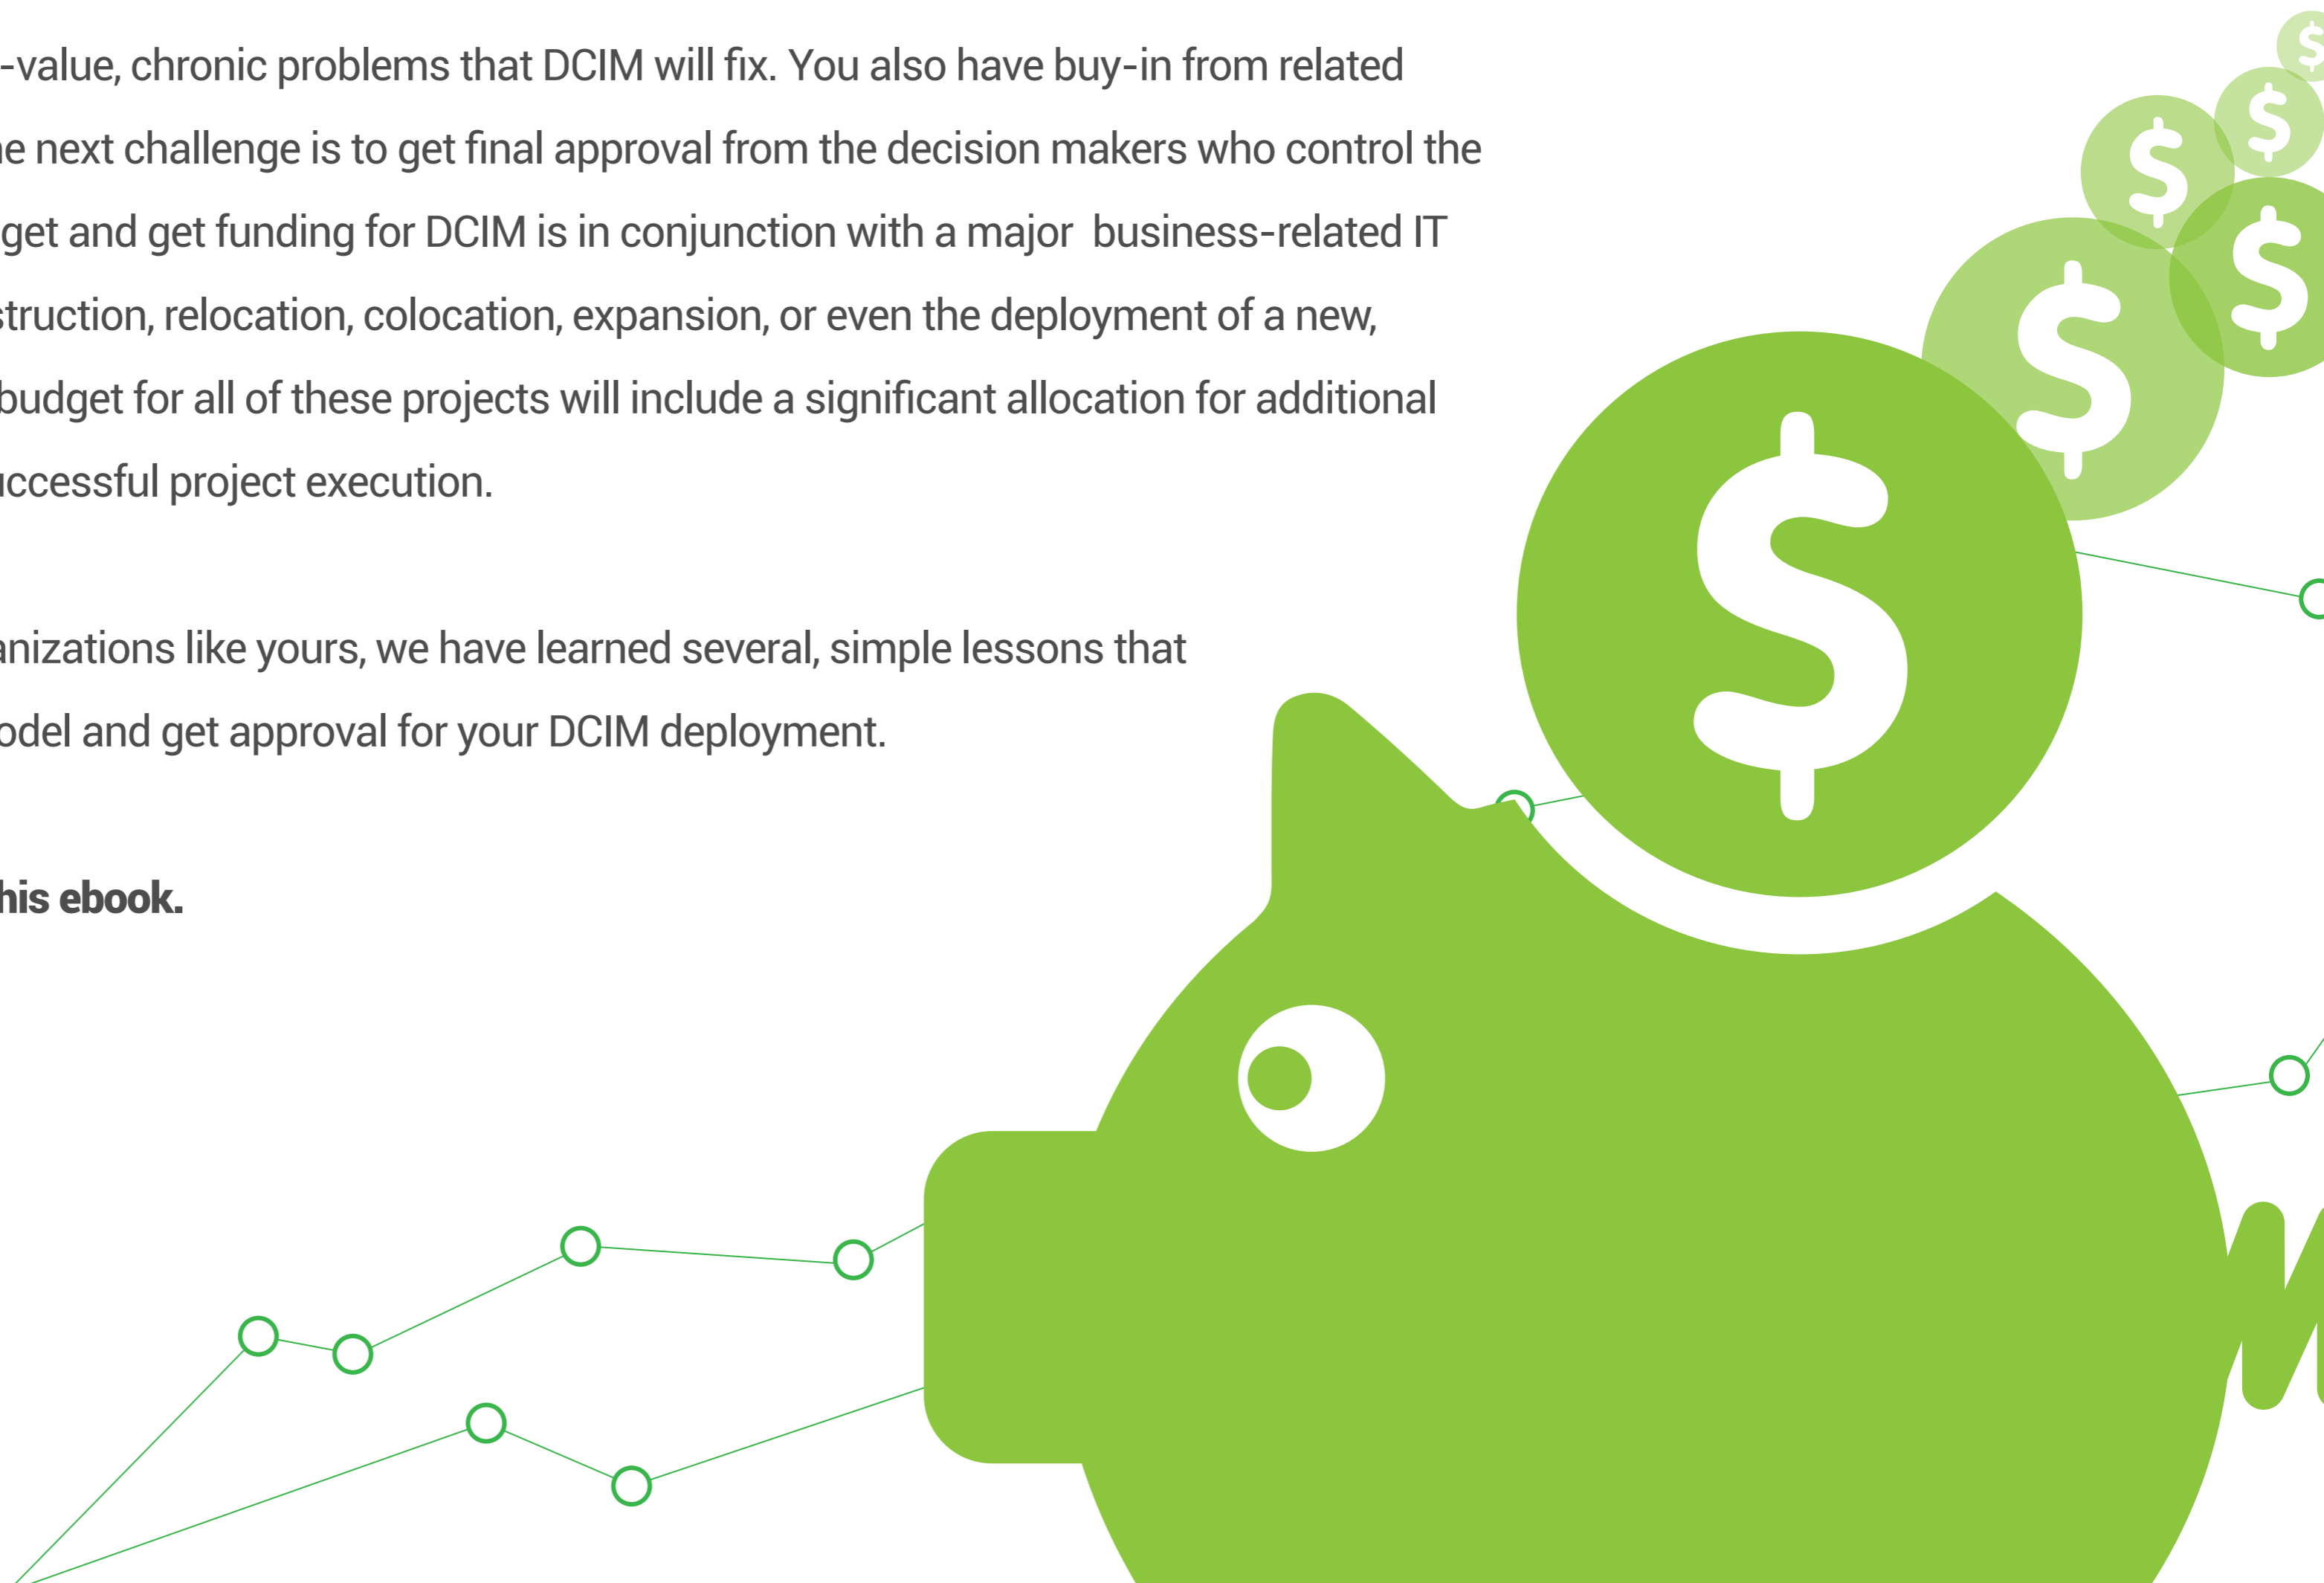 -value, chronic problems that DCIM will fix. You also have buy-in from related
next challenge is to get final approval from the decision makers who control the
get and get funding for DCIM is in conjunction with a major business-related IT
struction, relocation, colocation, expansion, or even the deployment of a new,
budget for all of these projects will include a significant allocation for additional
uccessful project execution.
anizations like yours, we have learned several, simple lessons that
odel and get approval for your DCIM deployment.
his ebook.
$
$
$
$
$
$